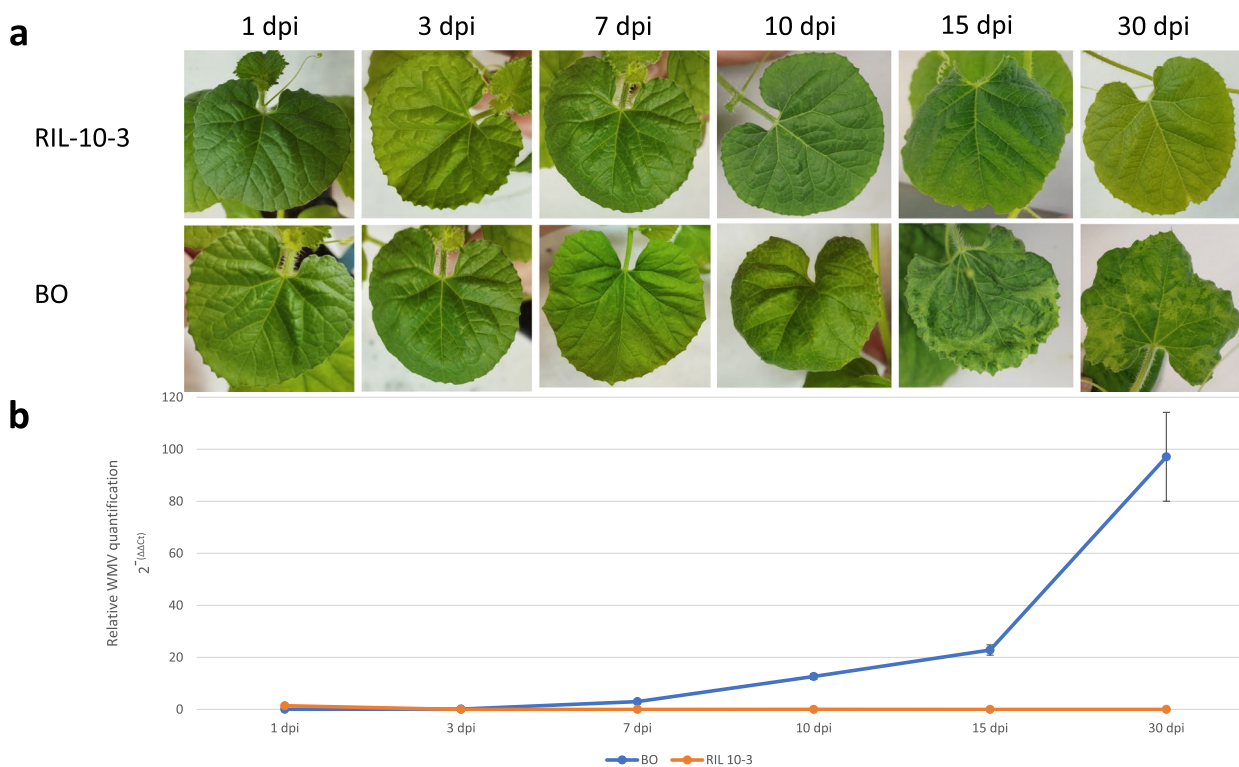 a
1 dpi 3 dpi 7 dpi 10 dpi 15 dpi 30 dpi
RIL-10-3
BO
b
Relative WMV quantification
2^-(ΔΔCt)
120
100
80
60
40
20
0
1 dpi 3 dpi 7 dpi 10 dpi 15 dpi 30 dpi
BO RIL 10-3